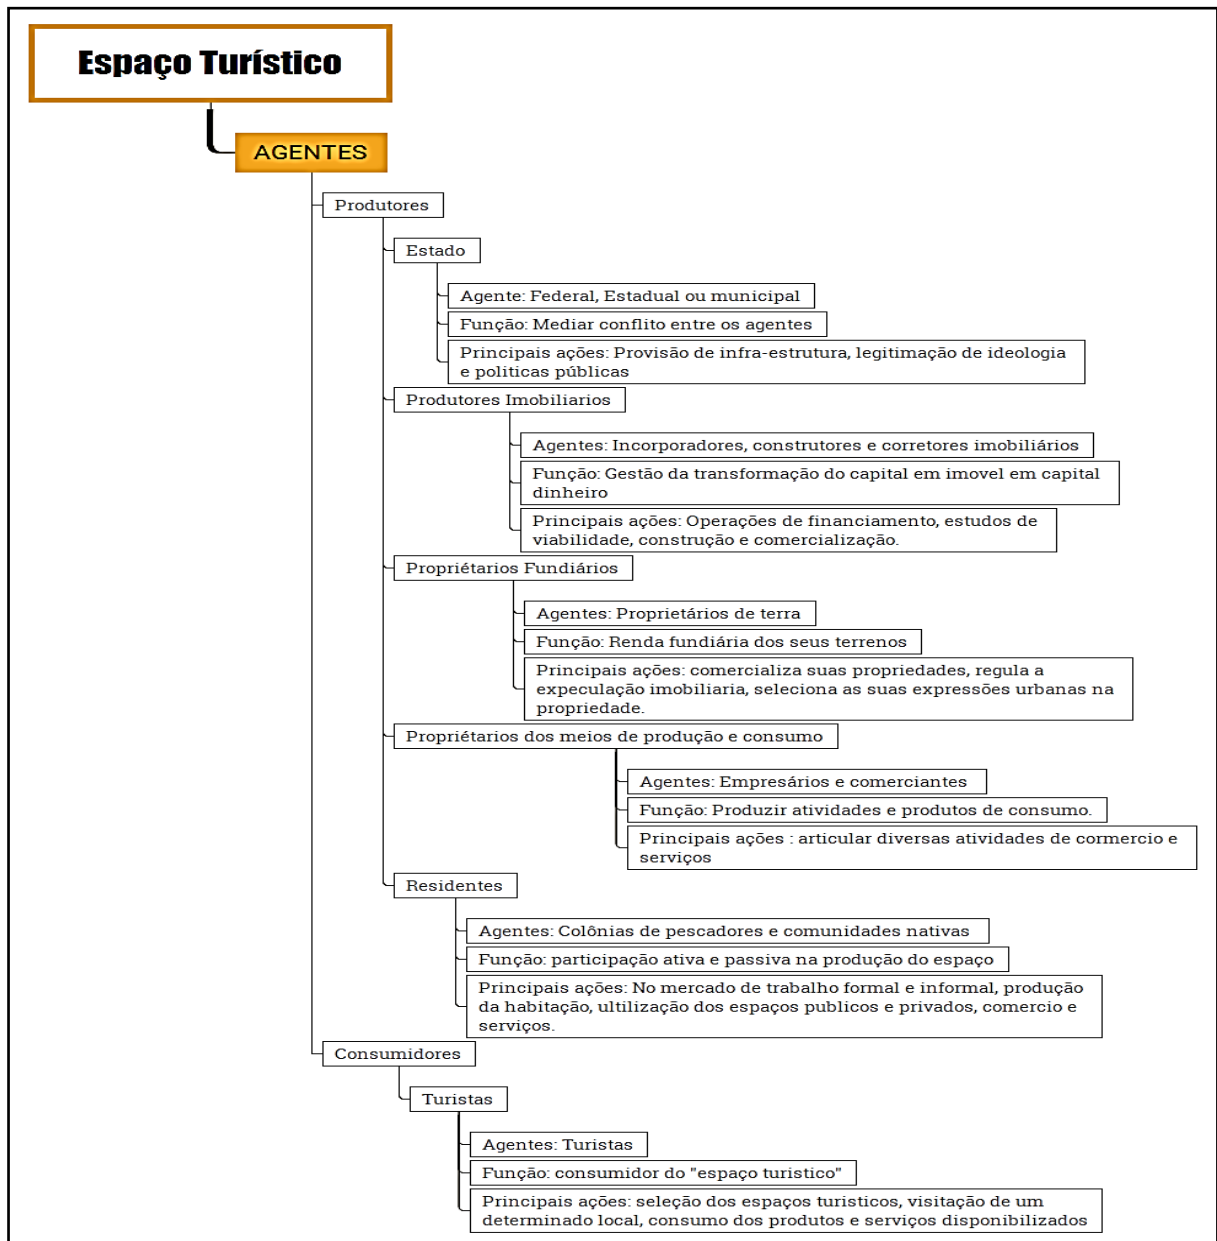 Espaço Turístico
AGENTES
Produtores
Estado
Agente: Federal, Estadual ou municipal
Função: Mediar conflito entre os agentes
Principais ações: Provisão de infra-estrutura, legitimação de ideologia
e politicas públicas
Produtores Imobiliarios
Agentes: Incorporadores, construtores e corretores imobiliários
Função: Gestão da transformação do capital em imovel em capital
dinheiro
Principais ações: Operações de financiamento, estudos de
viabilidade, construção e comercialização.
Propriétarios Fundiários
Agentes: Proprietários de terra
Função: Renda fundiária dos seus terrenos
Principais ações: comercializa suas propriedades, regula a
expeculação imobiliaria, seleciona as suas expressões urbanas na
propriedade.
Propriétarios dos meios de produção e consumo
Agentes: Empresários e comerciantes
Função: Produzir atividades e produtos de consumo.
Principais ações : articular diversas atividades de cormercio e
serviços
Residentes
Agentes: Colônias de pescadores e comunidades nativas
Função: participação ativa e passiva na produção do espaço
Principais ações: No mercado de trabalho formal e informal, produção
da habitação, ultilização dos espaços publicos e privados, comercio e
serviços.
Consumidores
Turistas
Agentes: Turistas
Função: consumidor do "espaço turistico"
Principais ações: seleção dos espaços turisticos, visitação de um
determinado local, consumo dos produtos e serviços disponibilizados